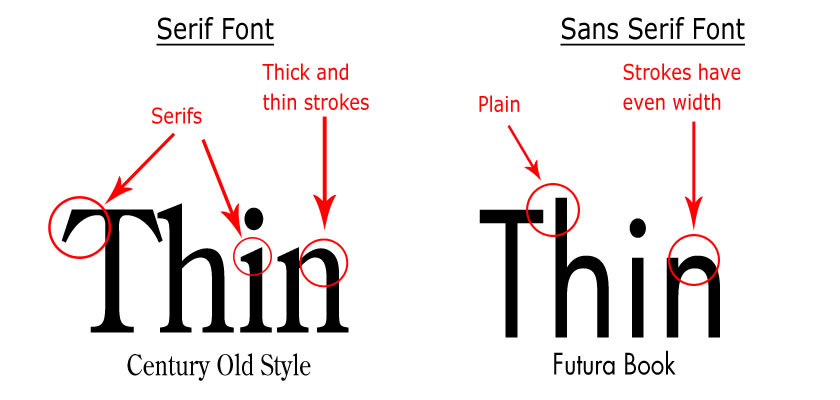 Serif Font
Thick and
thin strokes
Serifs
Thin
Century Old Style
Sans Serif Font
Strokes have
even width
Plain
Thin
Futura Book